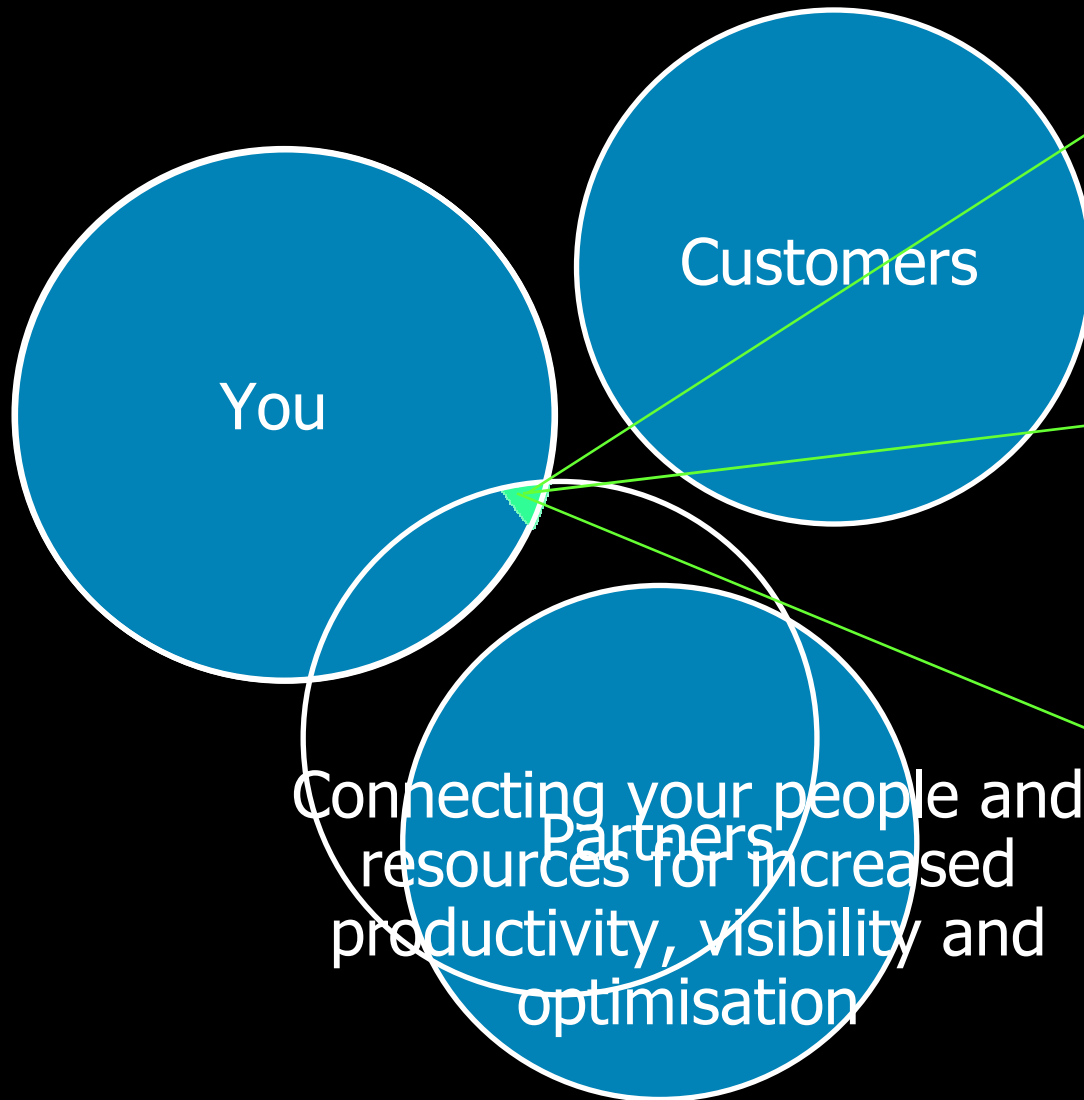 Customers
You
Connecting your people and
Partners
resources for increased
productivity, visibility and
optimisation